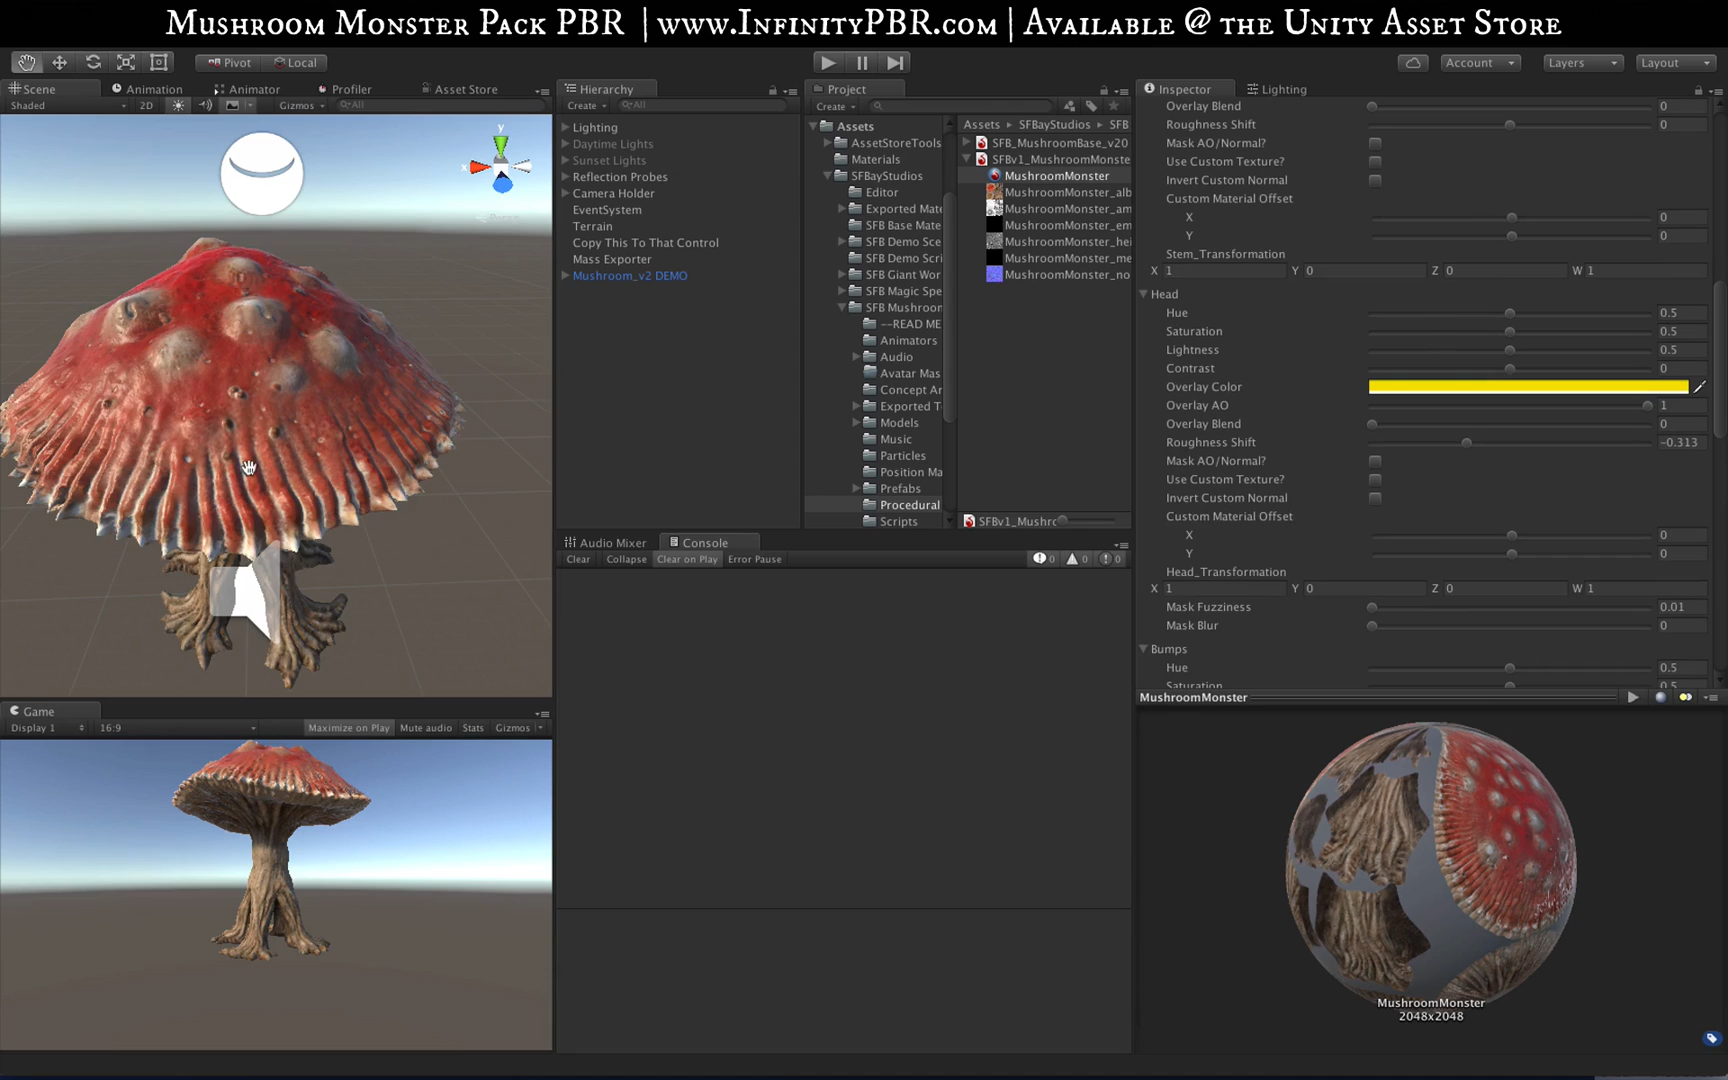 Mushroom Monster Pack PBR | www.InfinityPBR.com | Available @ the Unity Asset Store
Pivot Local Account Layers Layout
Scene Animation Animator Profiler Asset Store
Shaded 2D Gizmos All
Hierarchy
Create All
Lighting
Daytime Lights
Sunset Lights
Reflection Probes
Camera Holder
EventSystem
Terrain
Copy This To That Control
Mass Exporter
Mushroom_v2 DEMO
Project
Create
Assets
AssetStoreTools
Materials
SFBayStudios
Editor
Exported Mate
SFB Base Mate
SFB Demo Sce
SFB Demo Scri
SFB Giant Wor
SFB Magic Spe
SFB Mushroom
--READ ME
Animators
Audio
Avatar Mas
Concept Ar
Exported T
Models
Music
Particles
Position Ma
Prefabs
Procedural
Scripts
Assets SFBayStudios SFB
SFB_MushroomBase_v20
SFBv1_MushroomMonste
MushroomMonster
MushroomMonster_alb
MushroomMonster_am
MushroomMonster_em
MushroomMonster_hei
MushroomMonster_me
MushroomMonster_no
SFBv1_Mushr
Audio Mixer Console
Clear Collapse Clear on Play Error Pause 0 0 0
Game
Display 1 16:9 Maximize on Play Mute audio Stats Gizmos
Inspector Lighting
Overlay Blend 0
Roughness Shift 0
Mask AO/Normal?
Use Custom Texture?
Invert Custom Normal
Custom Material Offset
X 0
Y 0
Stem_Transformation
X 1 Y 0 Z 0 W 1
Head
Hue 0.5
Saturation 0.5
Lightness 0.5
Contrast 0
Overlay Color
Overlay AO 1
Overlay Blend 0
Roughness Shift -0.313
Mask AO/Normal?
Use Custom Texture?
Invert Custom Normal
Custom Material Offset
X 0
Y 0
Head_Transformation
X 1 Y 0 Z 0 W 1
Mask Fuzziness 0.01
Mask Blur 0
Bumps
Hue 0.5
Saturation 0.5
MushroomMonster
MushroomMonster
2048x2048